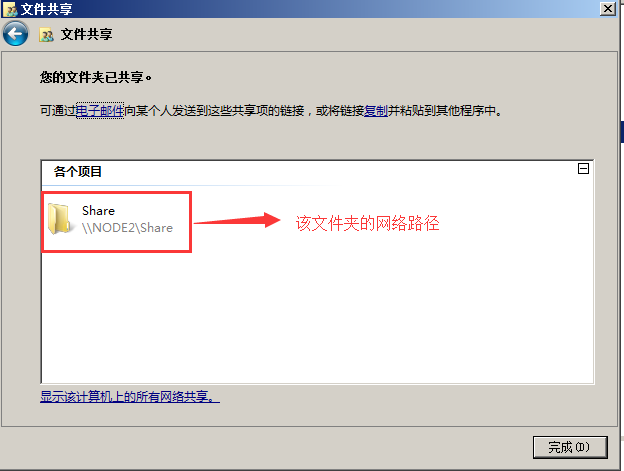 文件共享
文件共享
您的文件夹已共享。
可通过电子邮件向某个人发送到这些共享项的链接，或将链接复制并粘贴到其他程序中。
各个项目
Share
\\NODE2\Share
该文件夹的网络路径
显示该计算机上的所有网络共享。
完成(D)